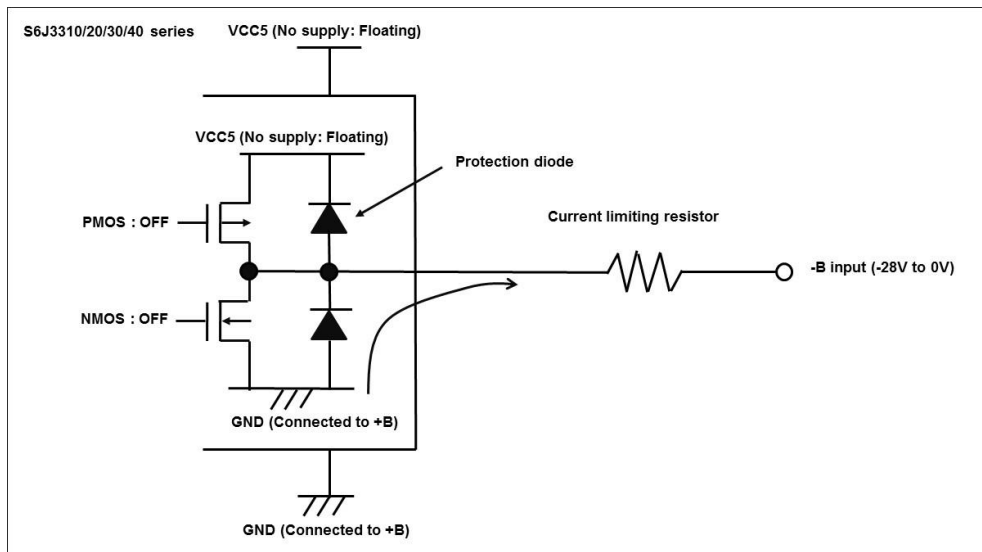 S6J3310/20/30/40 series
VCC5 (No supply: Floating)
VCC5 (No supply: Floating)
Protection diode
Current limiting resistor
PMOS : OFF
-B input (-28V to 0V)
NMOS : OFF
GND (Connected to +B)
GND (Connected to +B)